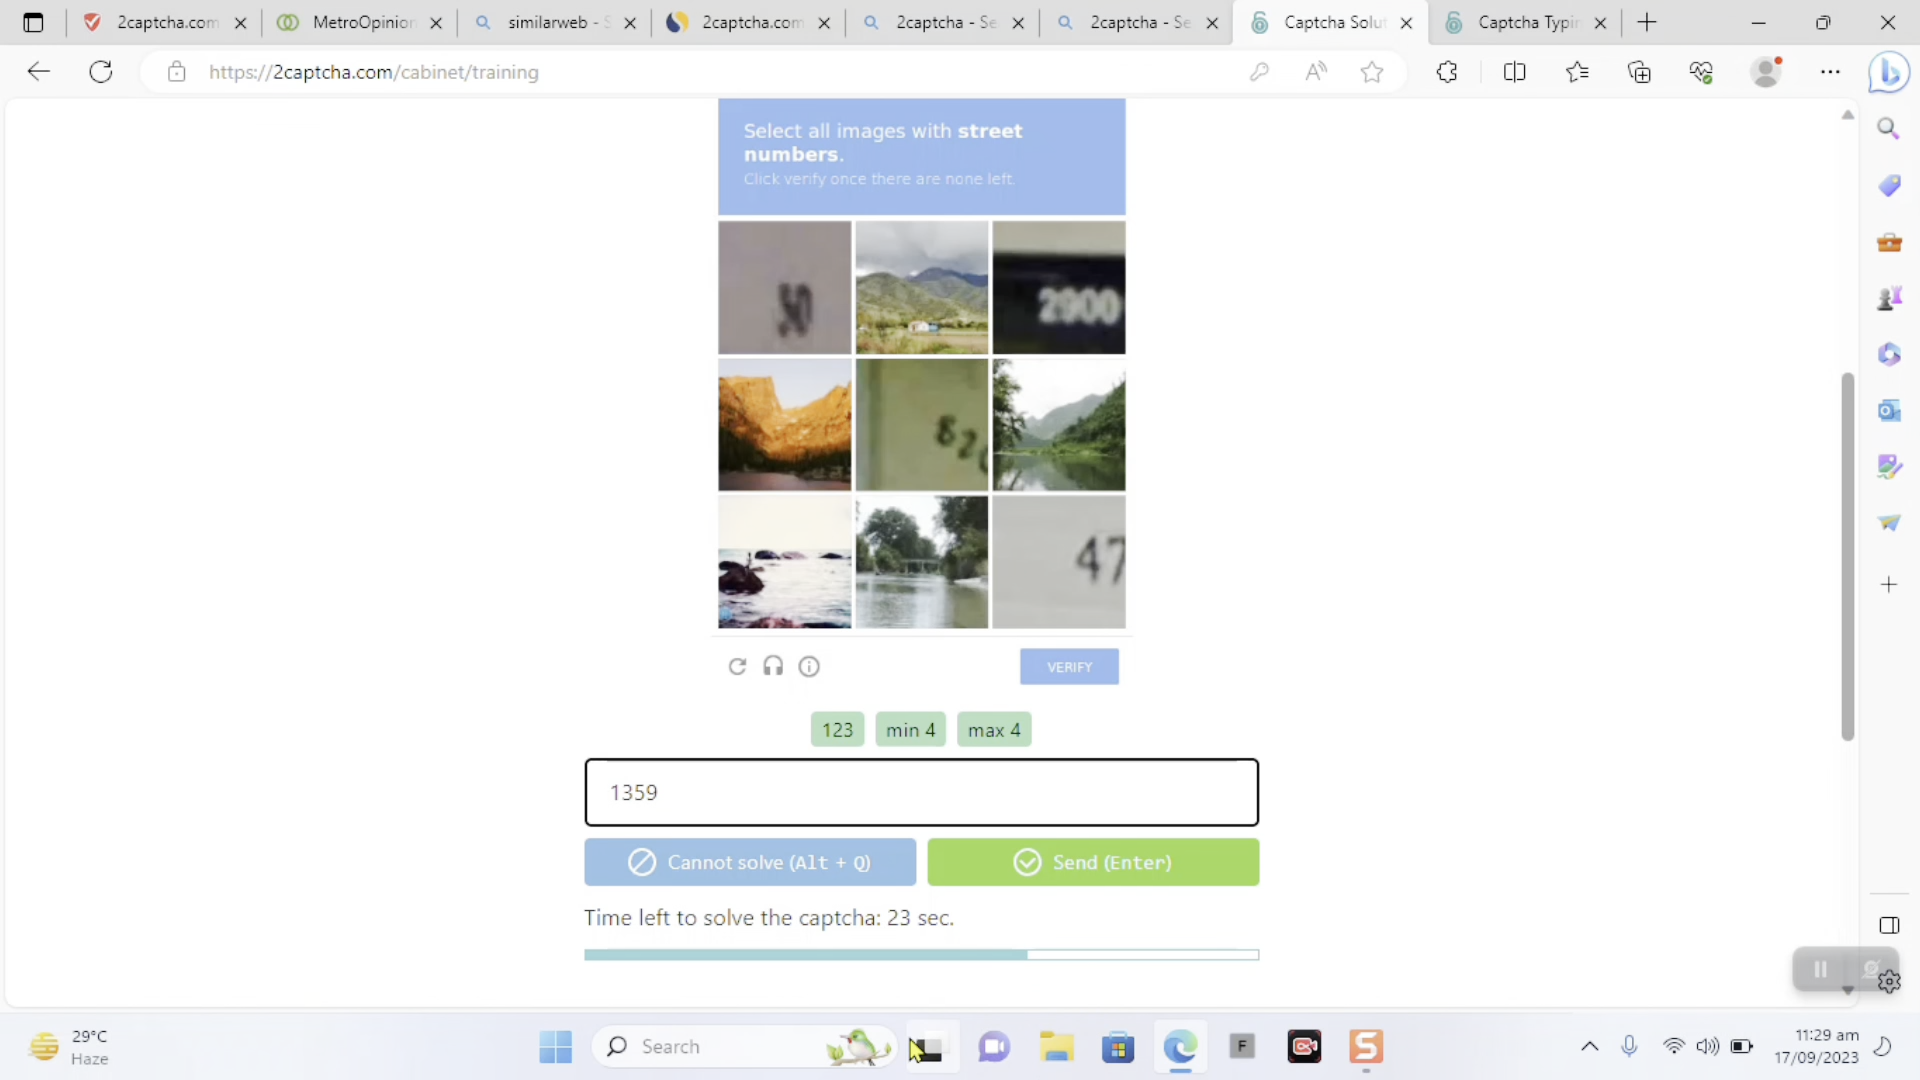 2captcha.com
MetroOpinion
similarweb - S
2captcha.com
2captcha - Se
2captcha - Se
Captcha Solut
Captcha Typin
https://2captcha.com/cabinet/training
Select all images with street
numbers.
Click verify once there are none left.
2900
820
47
VERIFY
123
min 4
max 4
1359
Cannot solve (Alt + Q)
Send (Enter)
Time left to solve the captcha: 23 sec.
29°C
Haze
Search
F
S
11:29 am
17/09/2023